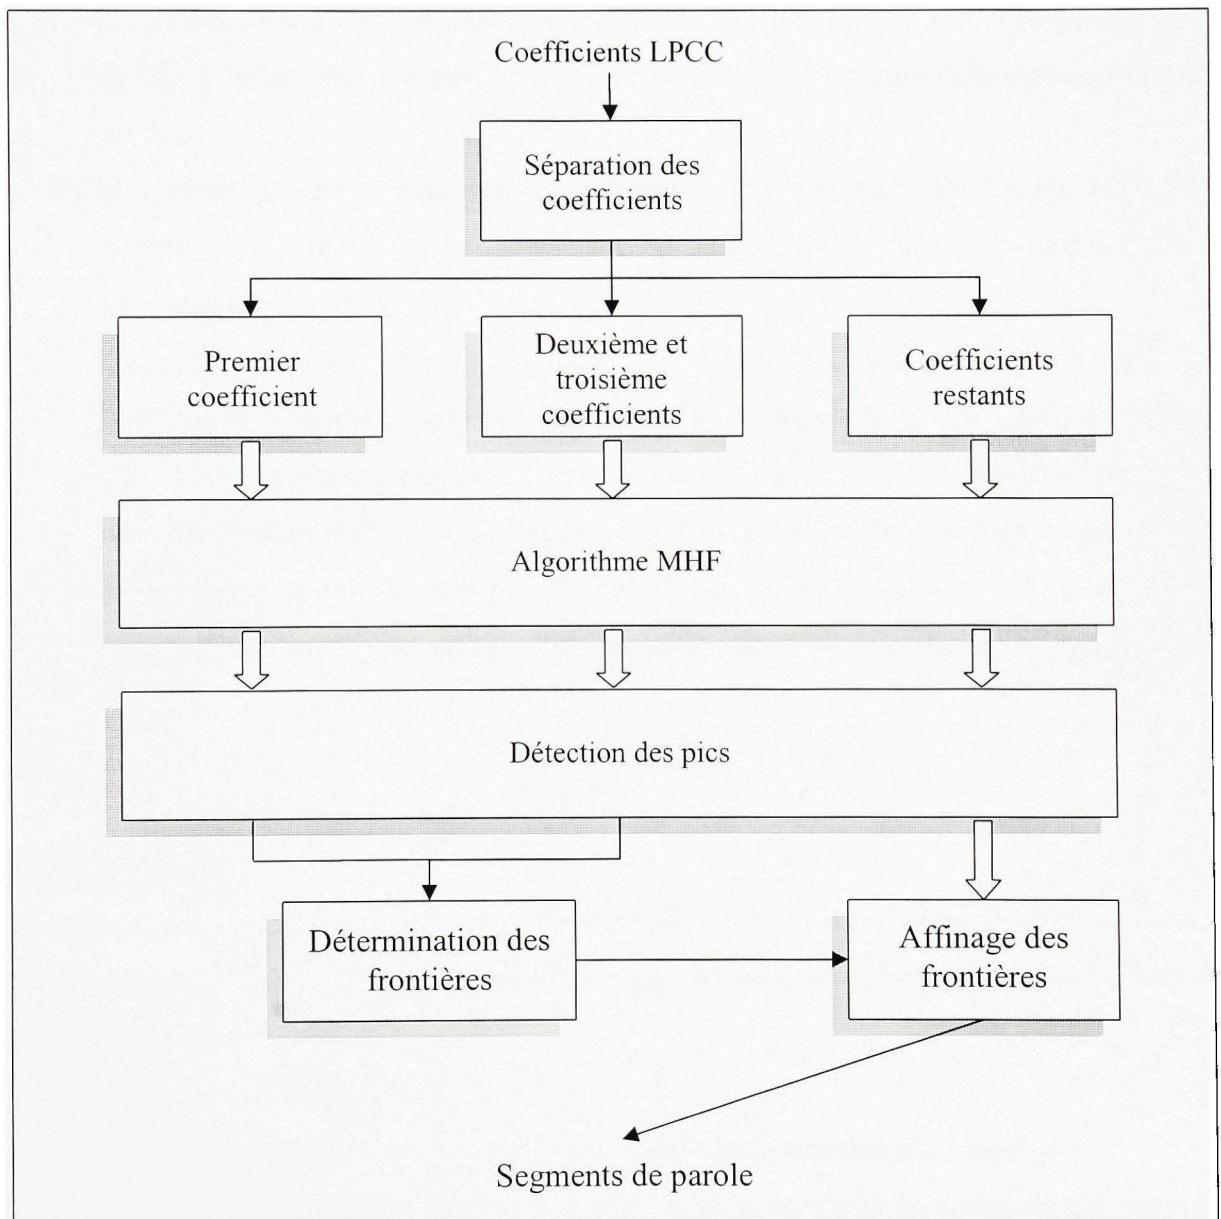 Coefficients LPCC
Séparation des
coefficients
Premier
coefficient
Deuxième et
troisième
coefficients
Coefficients
restants
Algorithme MHF
Détection des pics
Détermination des
frontières
Affinage des
frontières
Segments de parole